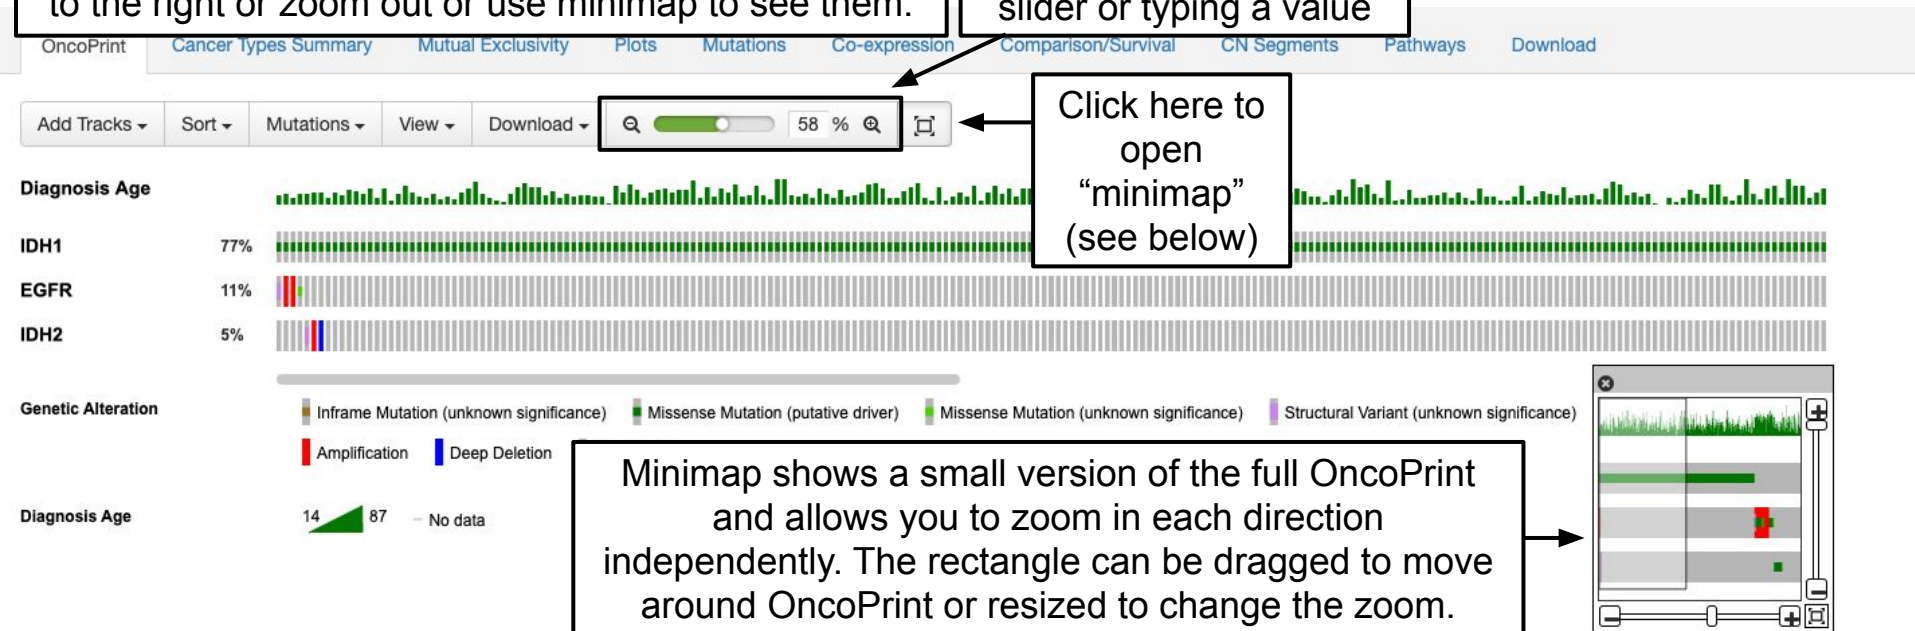 to the right or zoom out or use minimap to see them.
slider or typing a value
OncoPrint Cancer Types Summary Mutual Exclusivity Plots Mutations Co-expression Comparison/Survival CN Segments Pathways Download
Add Tracks Sort Mutations View Download 58 %
Click here to
open
“minimap”
(see below)
Diagnosis Age
IDH1 77%
EGFR 11%
IDH2 5%
Genetic Alteration Inframe Mutation (unknown significance) Missense Mutation (putative driver) Missense Mutation (unknown significance) Structural Variant (unknown significance)
Amplification Deep Deletion
Diagnosis Age 14 87 – No data
Minimap shows a small version of the full OncoPrint
and allows you to zoom in each direction
independently. The rectangle can be dragged to move
around OncoPrint or resized to change the zoom.